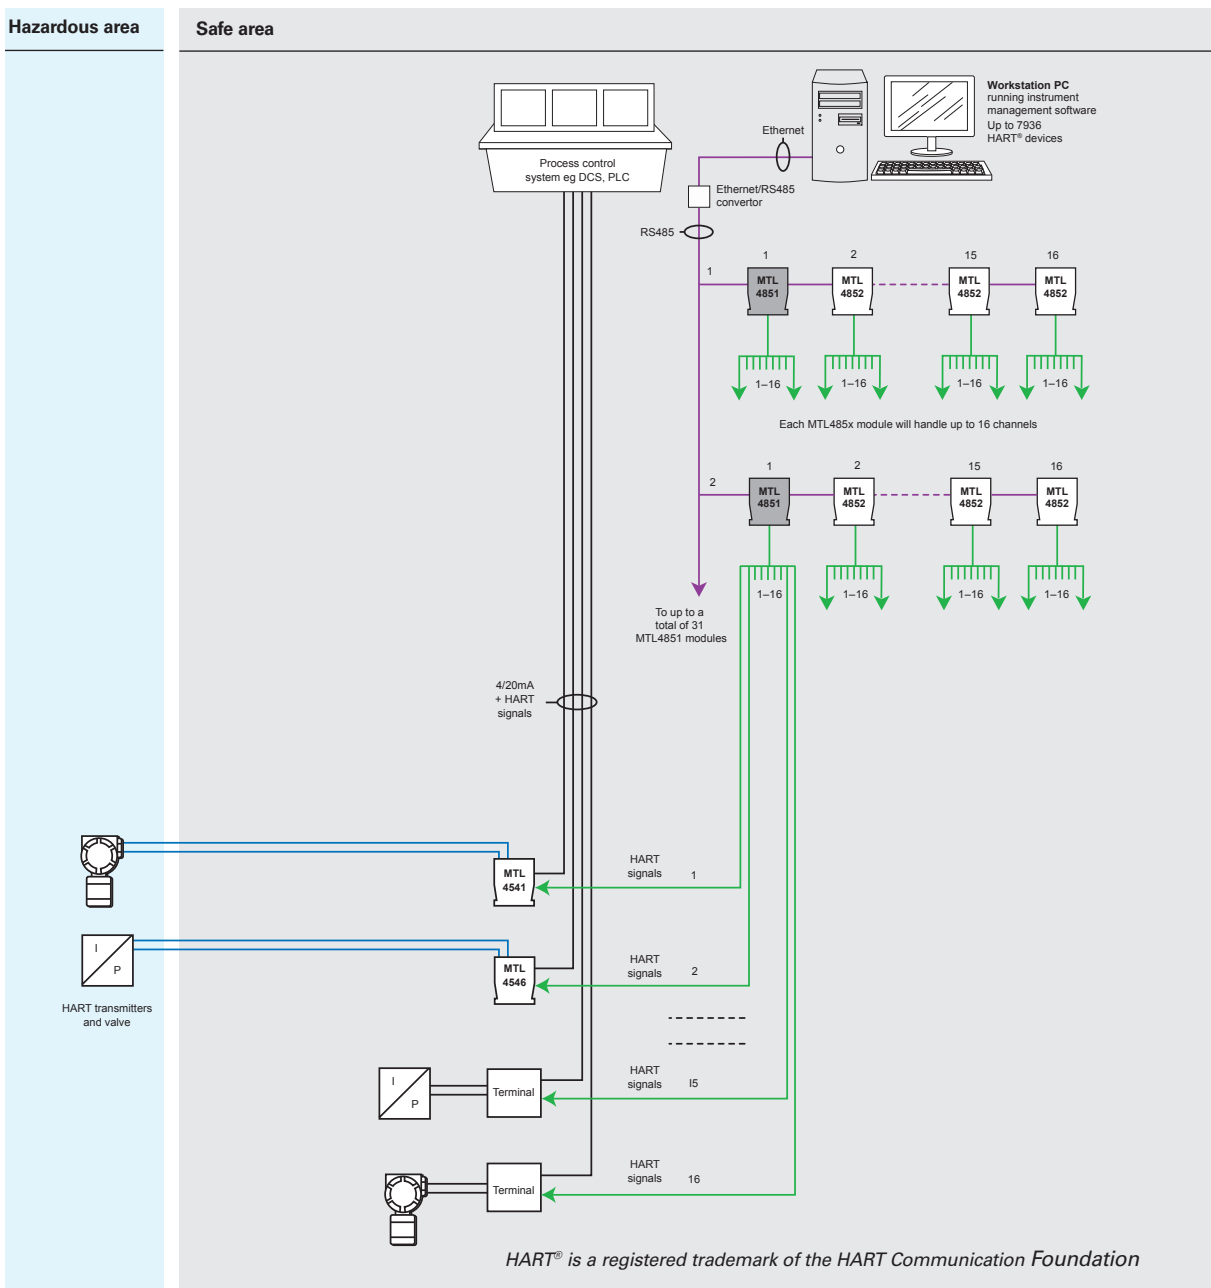 Hazardous area
Safe area
Workstation PC
running instrument
management software
Up to 7936
HART® devices
Ethernet
Process control
system eg DCS, PLC
Ethernet/RS485
convertor
RS485
1
1
2
15
16
MTL
4851
MTL
4852
MTL
4852
MTL
4852
1–16
1–16
1–16
1–16
Each MTL485x module will handle up to 16 channels
2
1
2
15
16
MTL
4851
MTL
4852
MTL
4852
MTL
4852
1–16
1–16
1–16
1–16
To up to a
total of 31
MTL4851 modules
4/20mA
+ HART
signals
MTL
4541
HART
signals
1
I
P
MTL
4546
HART
signals
2
HART transmitters
and valve
I
P
Terminal
HART
signals
I5
Terminal
HART
signals
16
HART® is a registered trademark of the HART Communication Foundation